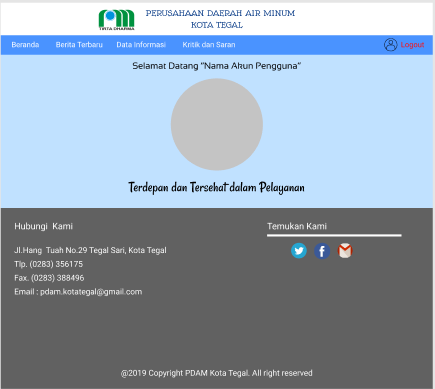 PERUSAHAAN DAERAH AIR MINUM
KOTA TEGAL
TIRTA DHARMA
Beranda
Berita Terbaru
Data Informasi
Kritik dan Saran
Logout
Selamat Datang "Nama Akun Pengguna"
Terdepan dan Tersehat dalam Pelayanan
Hubungi Kami
Jl.Hang Tuah No.29 Tegal Sari, Kota Tegal
Tlp. (0283) 356175
Fax. (0283) 388496
Email : pdam.kotategal@gmail.com
Temukan Kami
@2019 Copyright PDAM Kota Tegal. All right reserved